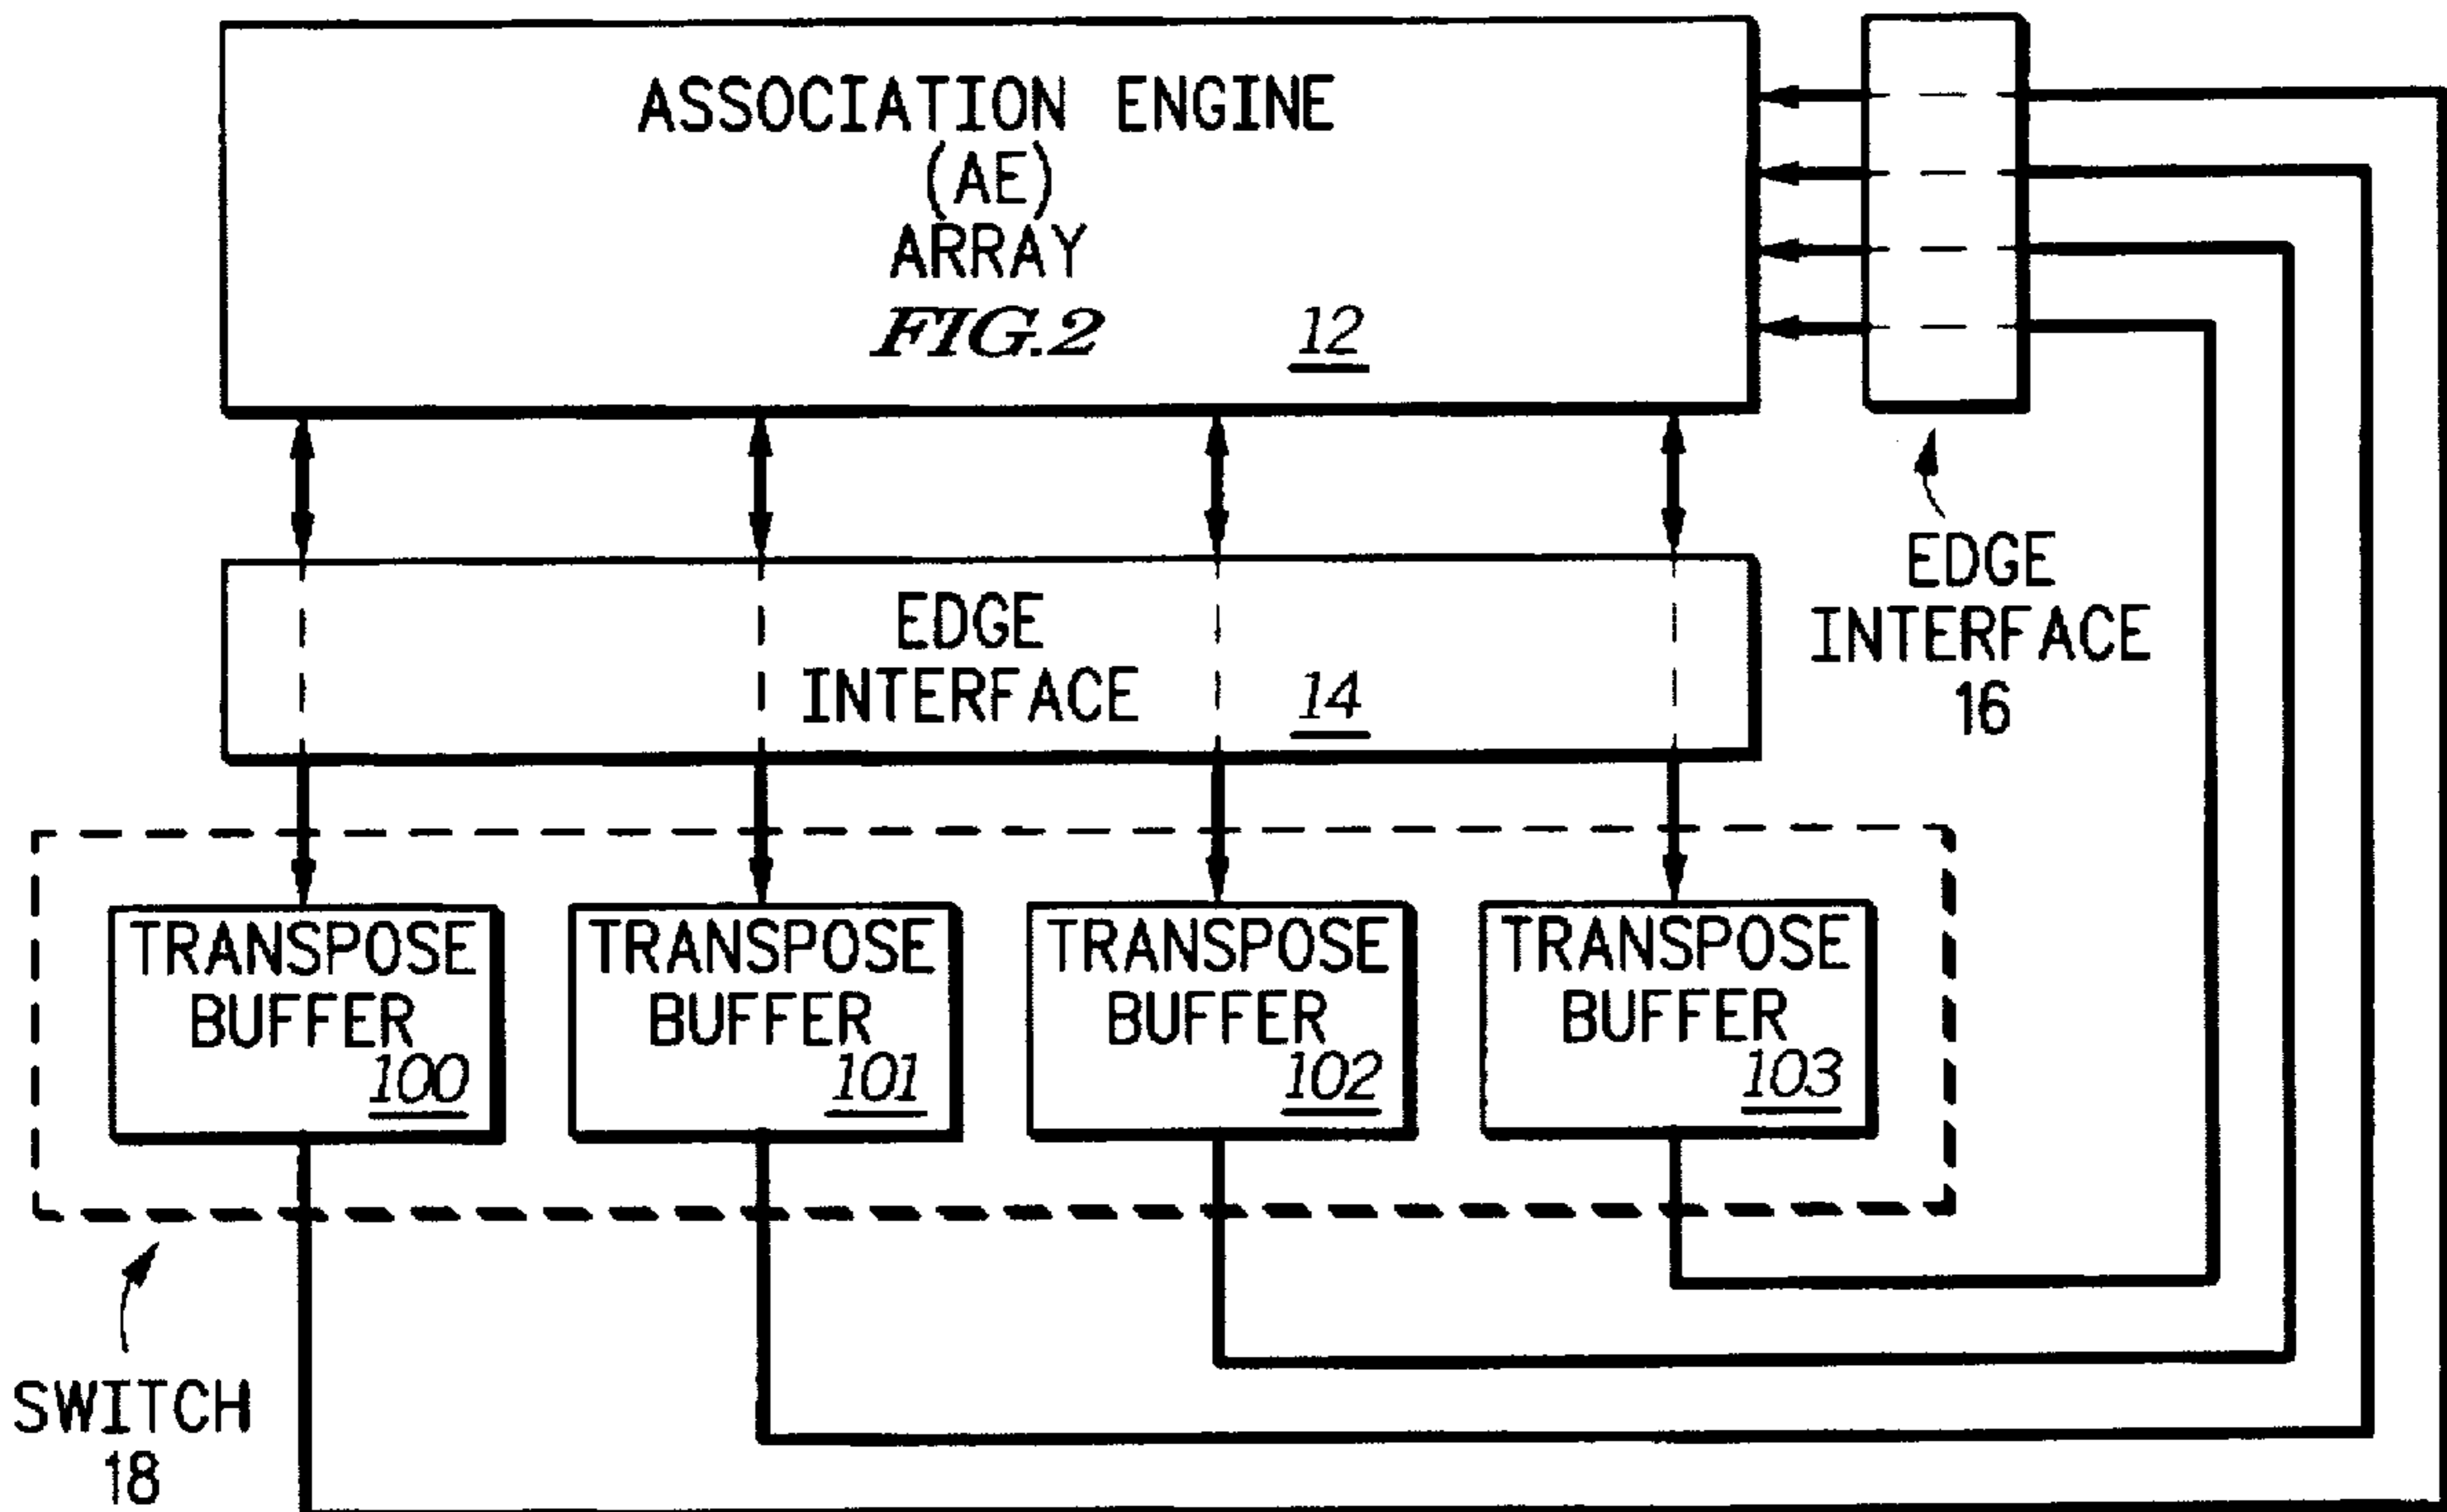 ASSOCIATION ENGINE
(AE)
ARRAY
FIG.2 12
EDGE
INTERFACE
16
EDGE
INTERFACE 14
TRANSPOSE
BUFFER
100
TRANSPOSE
BUFFER
101
TRANSPOSE
BUFFER
102
TRANSPOSE
BUFFER
103
SWITCH
18